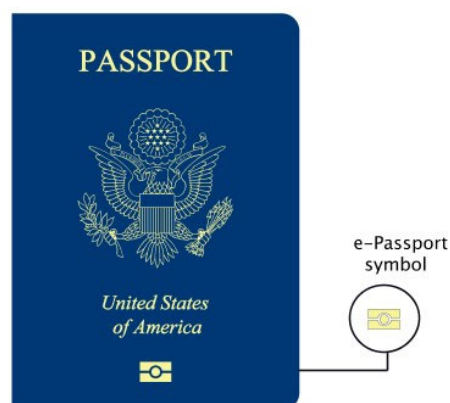 PASSPORT
United States
of America
e-Passport
symbol